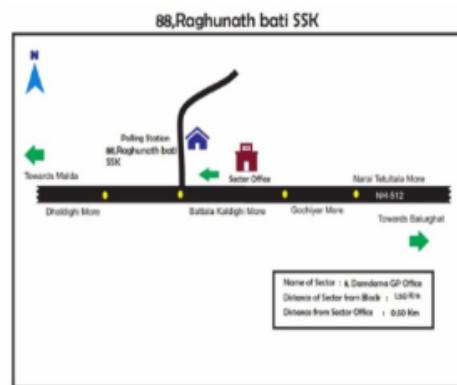 88,Raghunath bati SSK
N
Polling Station
88,Raghunath bati
SSK
Sector Office
Towards Malda
Narai Tetultala More
NH-512
Dhaldighi More
Battala Kaldighi More
Gochiyar More
Towards Balurghat
Name of Sector : 6, Damdama GP Office
Distance of Sector from Block : 1.50 Km
Distance from Sector Office : 0.50 Km